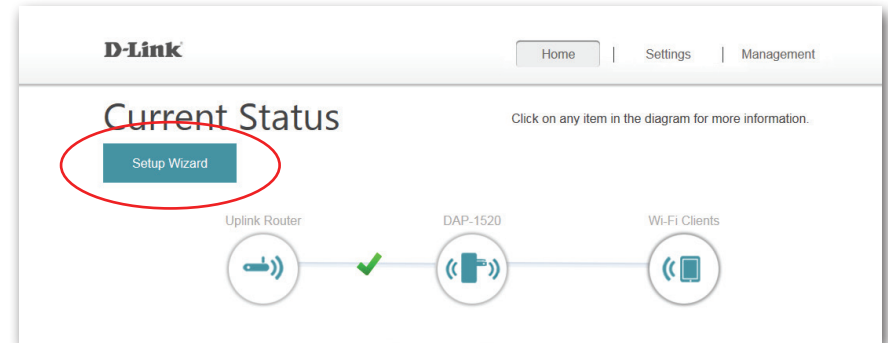 D-Link
Home | Settings | Management
Current Status
Click on any item in the diagram for more information.
Setup Wizard
Uplink Router
DAP-1520
Wi-Fi Clients